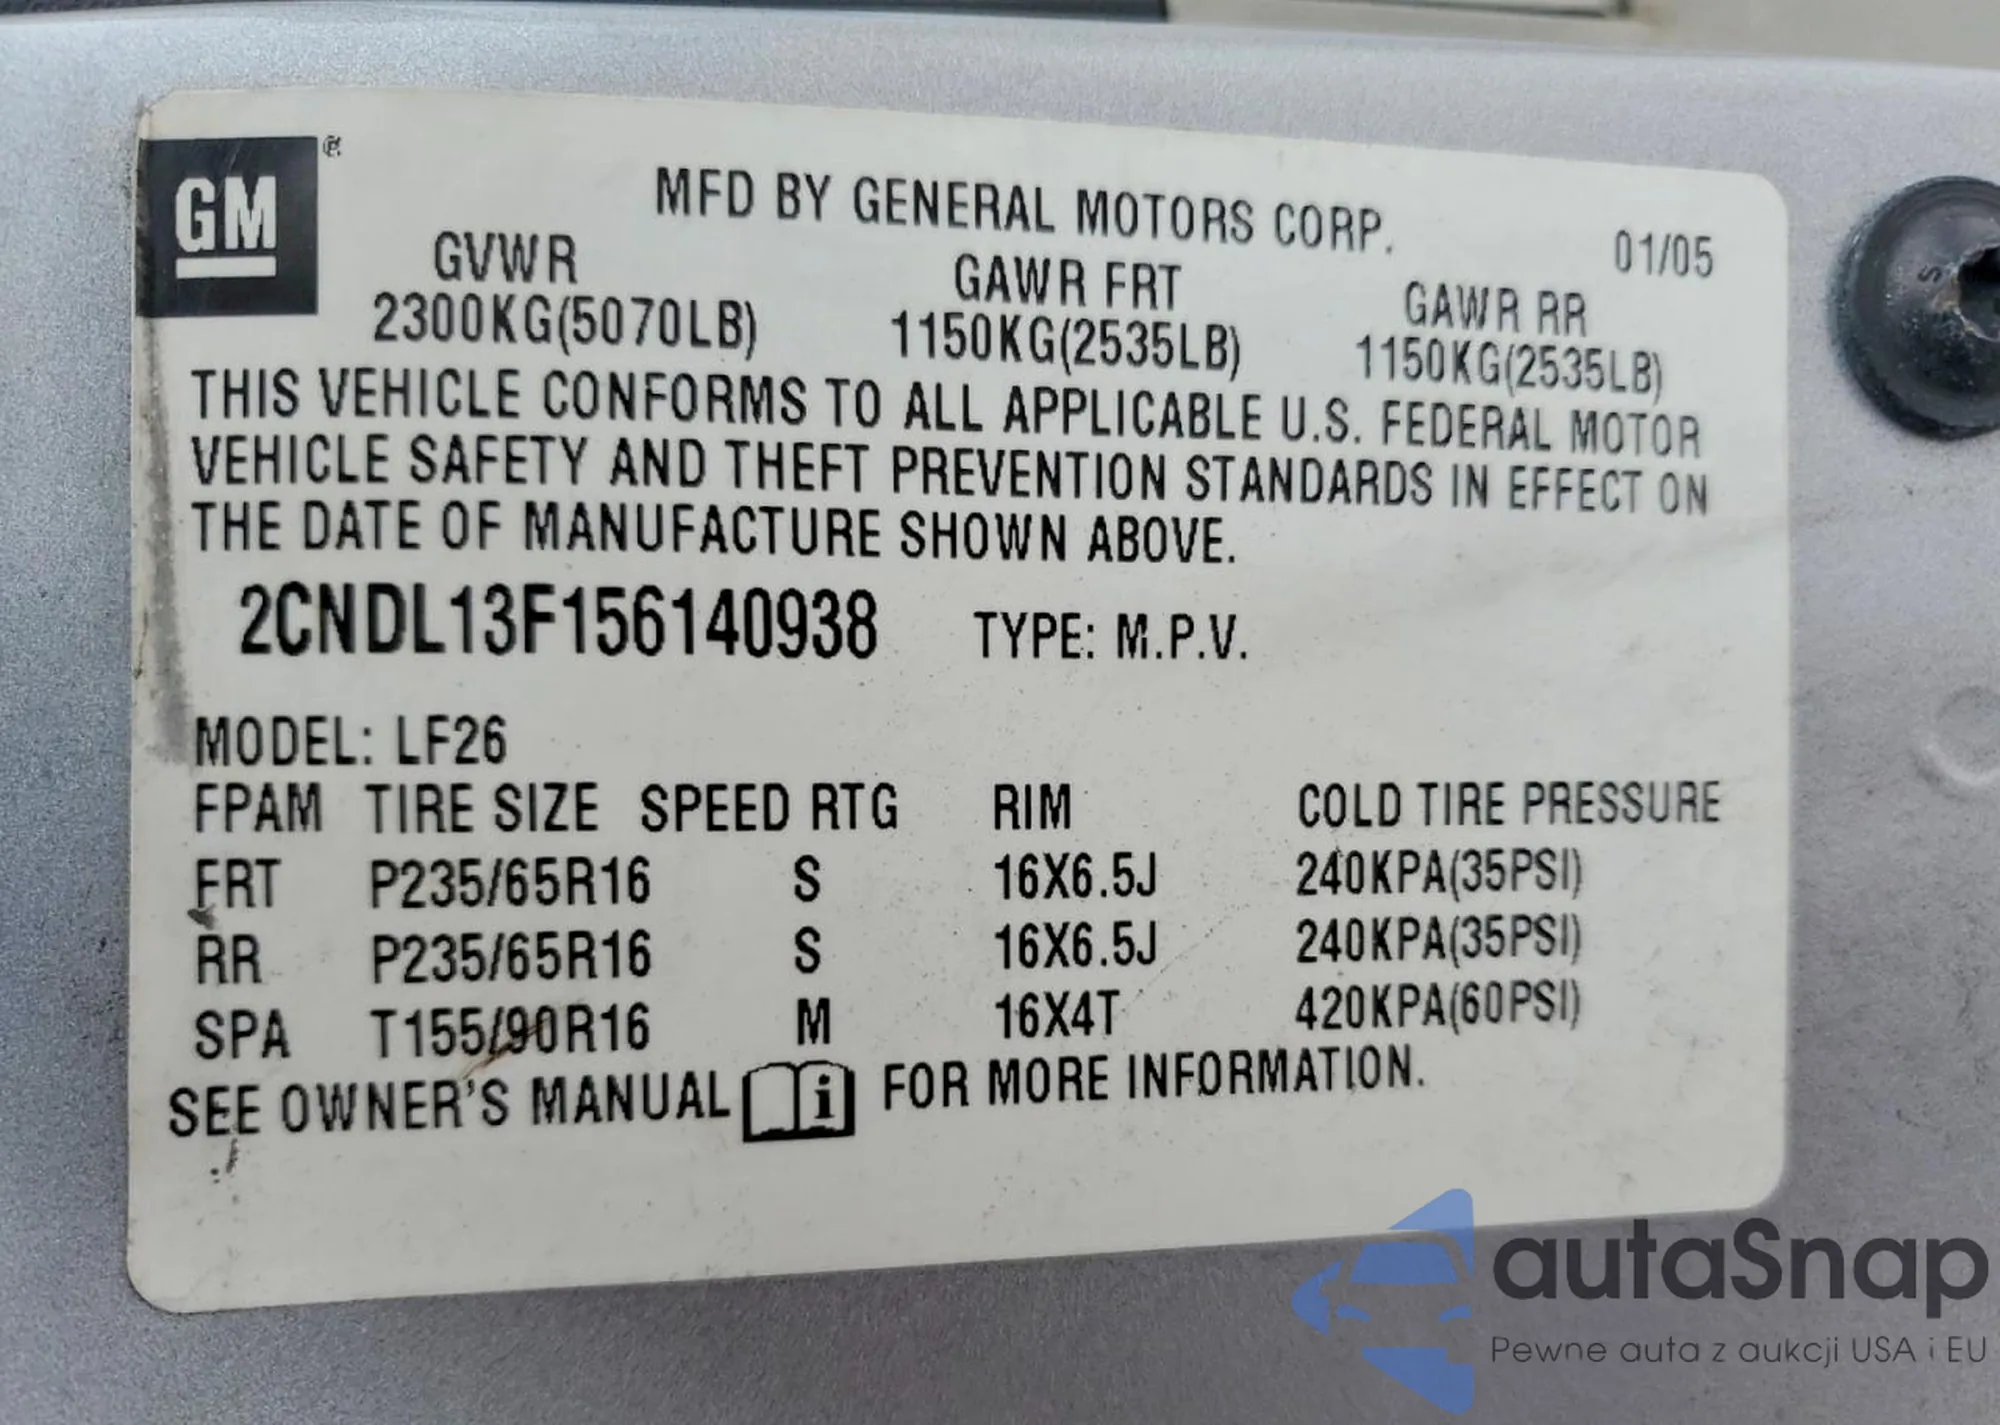 GM
MFD BY GENERAL MOTORS CORP.
01/05
GVWR GAWR FRT GAWR RR
2300KG(5070LB) 1150KG(2535LB) 1150KG(2535LB)
THIS VEHICLE CONFORMS TO ALL APPLICABLE U.S. FEDERAL MOTOR
VEHICLE SAFETY AND THEFT PREVENTION STANDARDS IN EFFECT ON
THE DATE OF MANUFACTURE SHOWN ABOVE.
2CNDL13F156140938 TYPE: M.P.V.
MODEL: LF26
FPAM TIRE SIZE SPEED RTG RIM COLD TIRE PRESSURE
FRT P235/65R16 S 16X6.5J 240KPA(35PSI)
RR P235/65R16 S 16X6.5J 240KPA(35PSI)
SPA T155/90R16 M 16X4T 420KPA(60PSI)
SEE OWNER'S MANUAL i FOR MORE INFORMATION.
autaSnap
Pewne auta z aukcji USA i EU